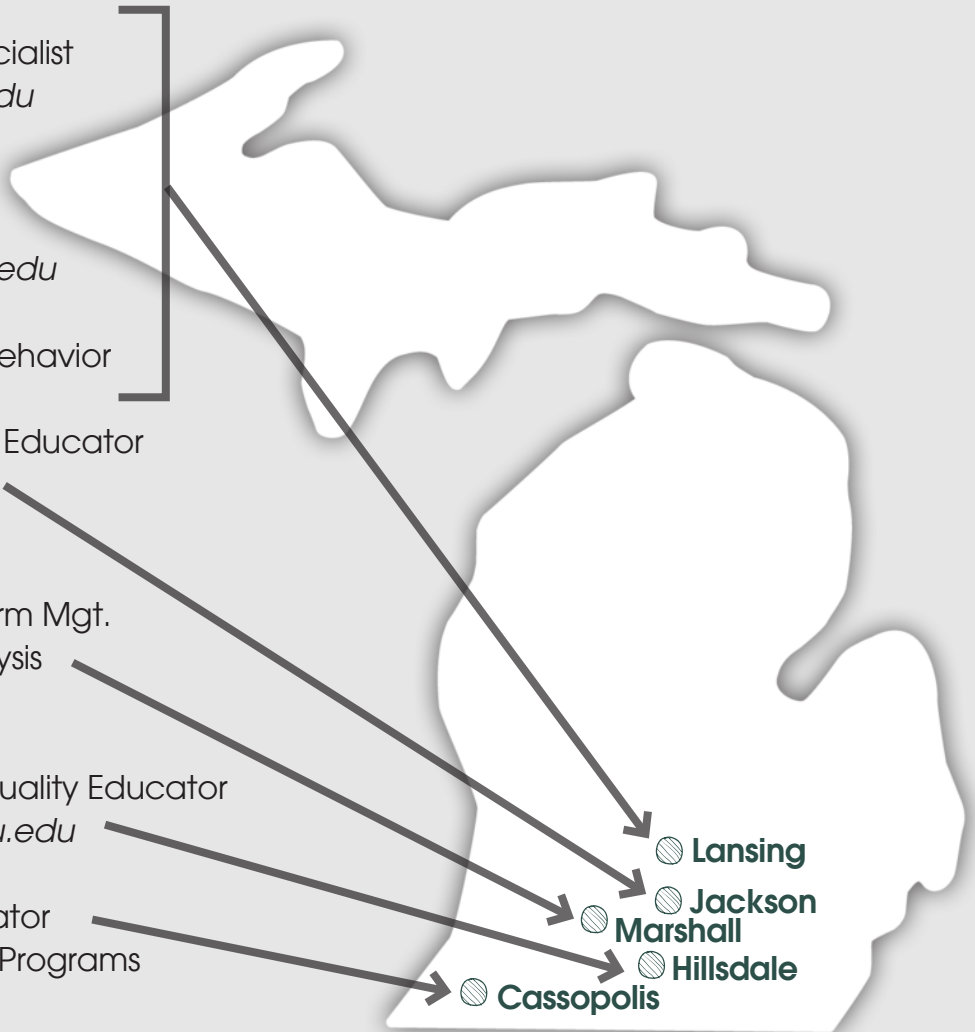 cialist
du
edu
ehavior
Educator
rm Mgt.
ysis
uality Educator
u.edu
ator
Programs
Lansing
Jackson
Marshall
Hillsdale
Cassopolis